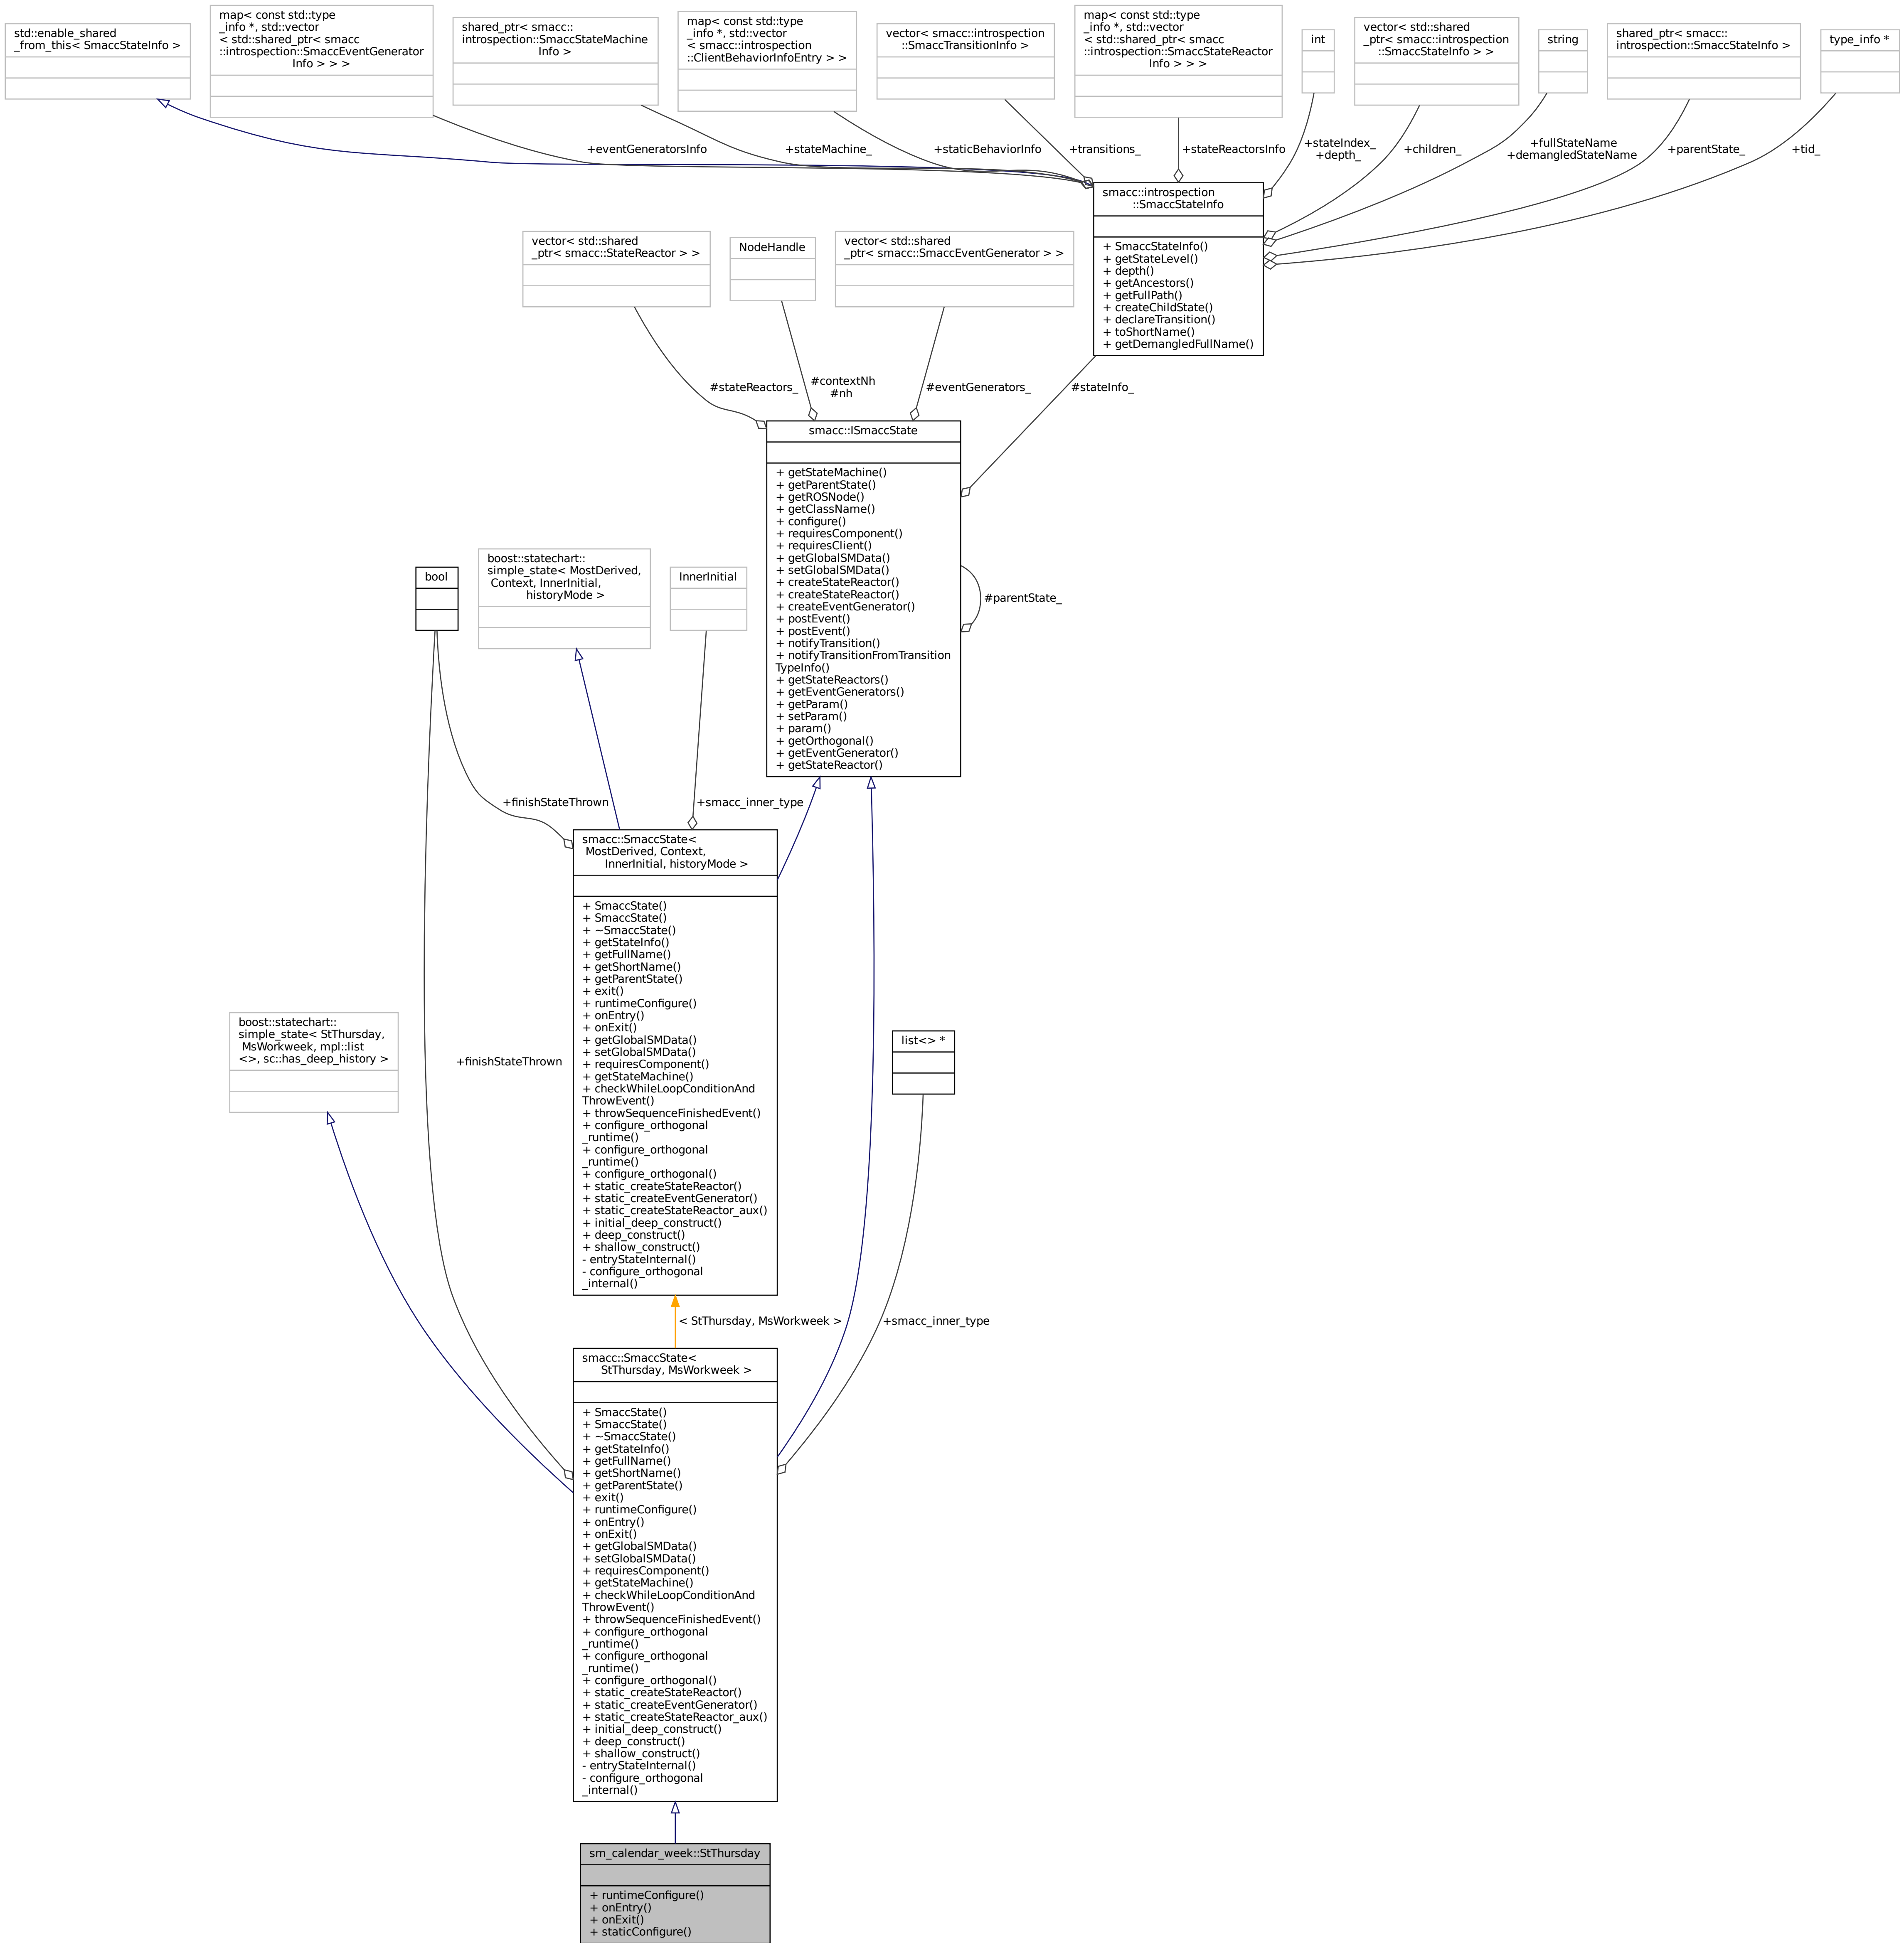 std::enable_shared
_from_this< SmaccStateInfo >
map< const std::type
_info *, std::vector
< std::shared_ptr< smacc
::introspection::SmaccEventGenerator
Info > > >
shared_ptr< smacc::
introspection::SmaccStateMachine
Info >
map< const std::type
_info *, std::vector
< smacc::introspection
::ClientBehaviorInfoEntry > >
vector< smacc::introspection
::SmaccTransitionInfo >
map< const std::type
_info *, std::vector
< std::shared_ptr< smacc
::introspection::SmaccStateReactor
Info > > >
int
vector< std::shared
_ptr< smacc::introspection
::SmaccStateInfo > >
string
shared_ptr< smacc::
introspection::SmaccStateInfo >
type_info *
+eventGeneratorsInfo
+stateMachine_
+staticBehaviorInfo
+transitions_
+stateReactorsInfo
+stateIndex_
+depth_
+children_
+fullStateName
+demangledStateName
+parentState_
+tid_
smacc::introspection
::SmaccStateInfo
+ SmaccStateInfo()
+ getStateLevel()
+ depth()
+ getAncestors()
+ getFullPath()
+ createChildState()
+ declareTransition()
+ toShortName()
+ getDemangledFullName()
vector< std::shared
_ptr< smacc::StateReactor > >
NodeHandle
vector< std::shared
_ptr< smacc::SmaccEventGenerator > >
#stateReactors_
#contextNh
#nh
#eventGenerators_
#stateInfo_
smacc::ISmaccState
+ getStateMachine()
+ getParentState()
+ getROSNode()
+ getClassName()
+ configure()
+ requiresComponent()
+ requiresClient()
+ getGlobalSMData()
+ setGlobalSMData()
+ createStateReactor()
+ createStateReactor()
+ createEventGenerator()
+ postEvent()
+ postEvent()
+ notifyTransition()
+ notifyTransitionFromTransition
TypeInfo()
+ getStateReactors()
+ getEventGenerators()
+ getParam()
+ setParam()
+ param()
+ getOrthogonal()
+ getEventGenerator()
+ getStateReactor()
#parentState_
bool
boost::statechart::
simple_state< MostDerived,
Context, InnerInitial,
historyMode >
InnerInitial
+finishStateThrown
+smacc_inner_type
smacc::SmaccState<
MostDerived, Context,
InnerInitial, historyMode >
+ SmaccState()
+ SmaccState()
+ ~SmaccState()
+ getStateInfo()
+ getFullName()
+ getShortName()
+ getParentState()
+ exit()
+ runtimeConfigure()
+ onEntry()
+ onExit()
+ getGlobalSMData()
+ setGlobalSMData()
+ requiresComponent()
+ getStateMachine()
+ checkWhileLoopConditionAnd
ThrowEvent()
+ throwSequenceFinishedEvent()
+ configure_orthogonal
_runtime()
+ configure_orthogonal
_runtime()
+ configure_orthogonal()
+ static_createStateReactor()
+ static_createEventGenerator()
+ static_createStateReactor_aux()
+ initial_deep_construct()
+ deep_construct()
+ shallow_construct()
- entryStateInternal()
- configure_orthogonal
_internal()
boost::statechart::
simple_state< StThursday,
MsWorkweek, mpl::list
<>, sc::has_deep_history >
+finishStateThrown
list<> *
< StThursday, MsWorkweek >
+smacc_inner_type
smacc::SmaccState<
StThursday, MsWorkweek >
+ SmaccState()
+ SmaccState()
+ ~SmaccState()
+ getStateInfo()
+ getFullName()
+ getShortName()
+ getParentState()
+ exit()
+ runtimeConfigure()
+ onEntry()
+ onExit()
+ getGlobalSMData()
+ setGlobalSMData()
+ requiresComponent()
+ getStateMachine()
+ checkWhileLoopConditionAnd
ThrowEvent()
+ throwSequenceFinishedEvent()
+ configure_orthogonal
_runtime()
+ configure_orthogonal
_runtime()
+ configure_orthogonal()
+ static_createStateReactor()
+ static_createEventGenerator()
+ static_createStateReactor_aux()
+ initial_deep_construct()
+ deep_construct()
+ shallow_construct()
- entryStateInternal()
- configure_orthogonal
_internal()
sm_calendar_week::StThursday
+ runtimeConfigure()
+ onEntry()
+ onExit()
+ staticConfigure()